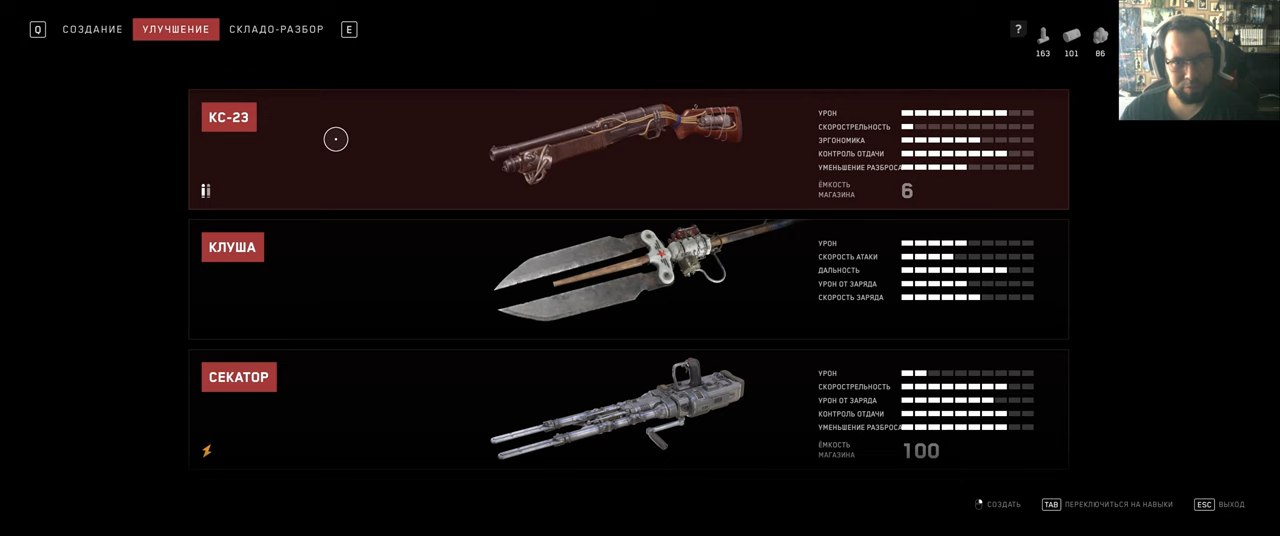 Q СОЗДАНИЕ УЛУЧШЕНИЕ СКЛАДО-РАЗБОР E
?
163 101 86
КС-23
УРОН
СКОРОСТРЕЛЬНОСТЬ
ЭРГОНОМИКА
КОНТРОЛЬ ОТДАЧИ
УМЕНЬШЕНИЕ РАЗБРОСА
ЁМКОСТЬ
МАГАЗИНА
6
КЛУША
УРОН
СКОРОСТЬ АТАКИ
ДАЛЬНОСТЬ
УРОН ОТ ЗАРЯДА
СКОРОСТЬ ЗАРЯДА
СЕКАТОР
УРОН
СКОРОСТРЕЛЬНОСТЬ
УРОН ОТ ЗАРЯДА
КОНТРОЛЬ ОТДАЧИ
УМЕНЬШЕНИЕ РАЗБРОСА
ЁМКОСТЬ
МАГАЗИНА
100
СОЗДАТЬ TAB ПЕРЕКЛЮЧИТЬСЯ НА НАВЫКИ ESC ВЫХОД